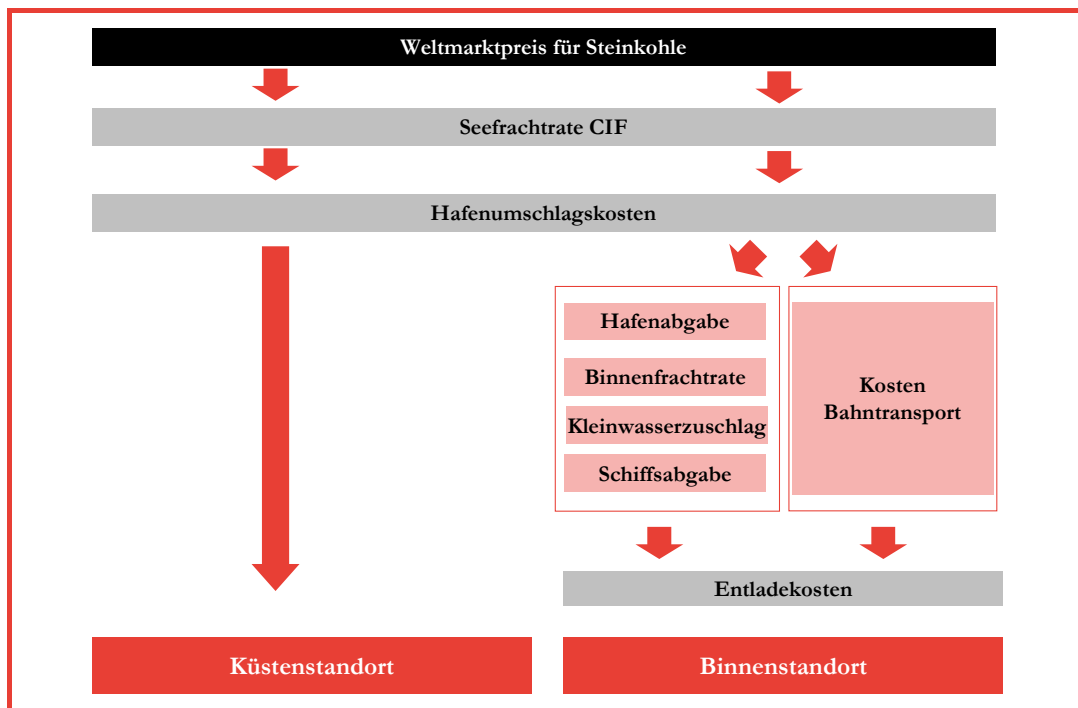 Weltmarktpreis für Steinkohle
Seefrachtrate CIF
Hafenumschlagskosten
Hafenabgabe
Binnenfrachtrate
Kleinwasserzuschlag
Schiffsabgabe
Kosten
Bahntransport
Entladekosten
Küstenstandort
Binnenstandort